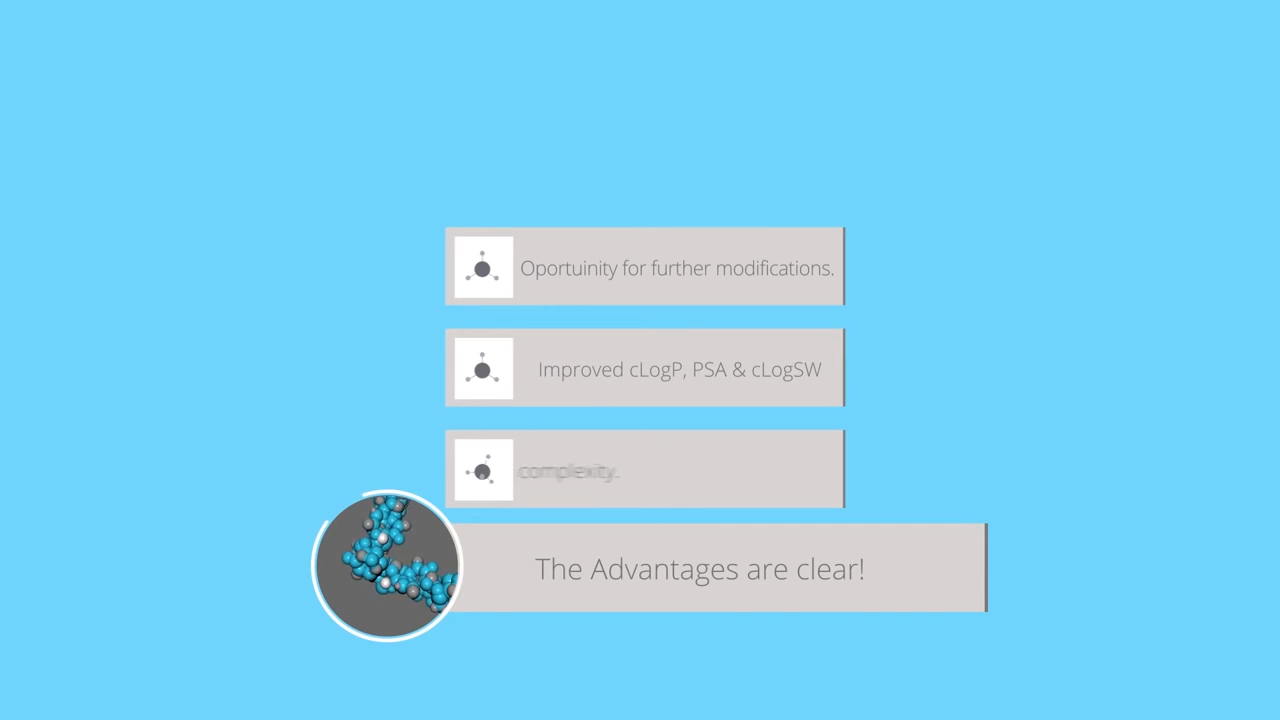 Oportuinity for further modifications.
Improved cLogP, PSA & cLogSW
complexity.
The Advantages are clear!